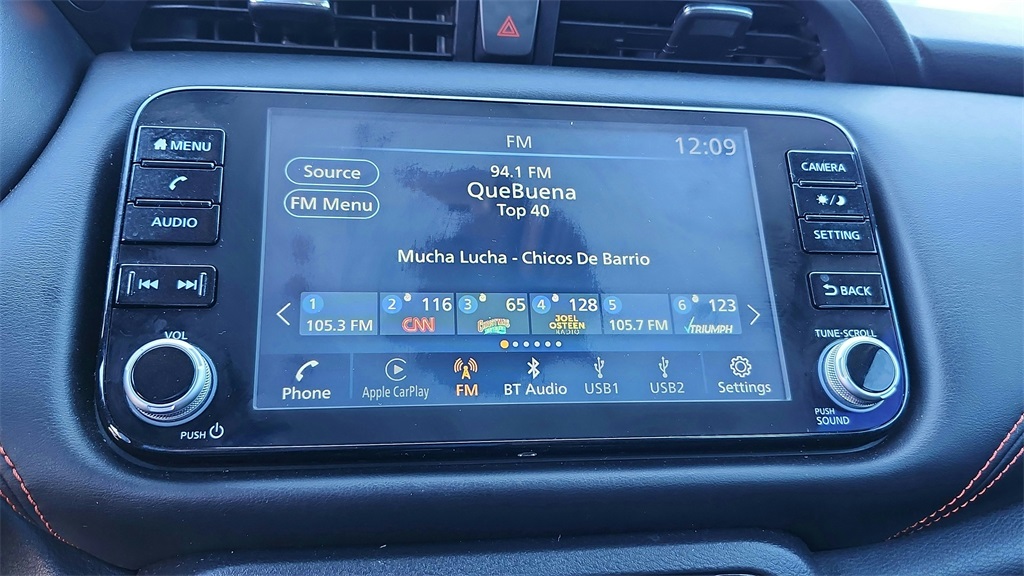 FM
12:09
MENU
AUDIO
VOL
PUSH
Source
FM Menu
94.1 FM
QueBuena
Top 40
Mucha Lucha - Chicos De Barrio
1
105.3 FM
2 116
CNN
3 65
4 128
JOEL
OSTEEN
RADIO
5
105.7 FM
6 123
TRIUMPH
Phone
Apple CarPlay
FM
BT Audio
USB1
USB2
Settings
CAMERA
SETTING
BACK
TUNE·SCROLL
PUSH
SOUND